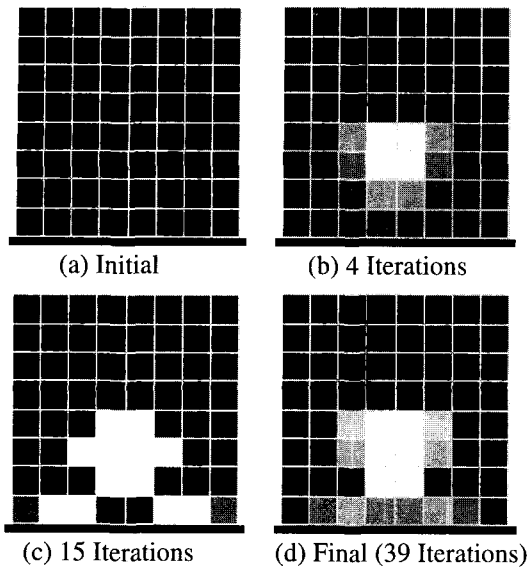 (a) Initial
(b) 4 Iterations
(c) 15 Iterations
(d) Final (39 Iterations)